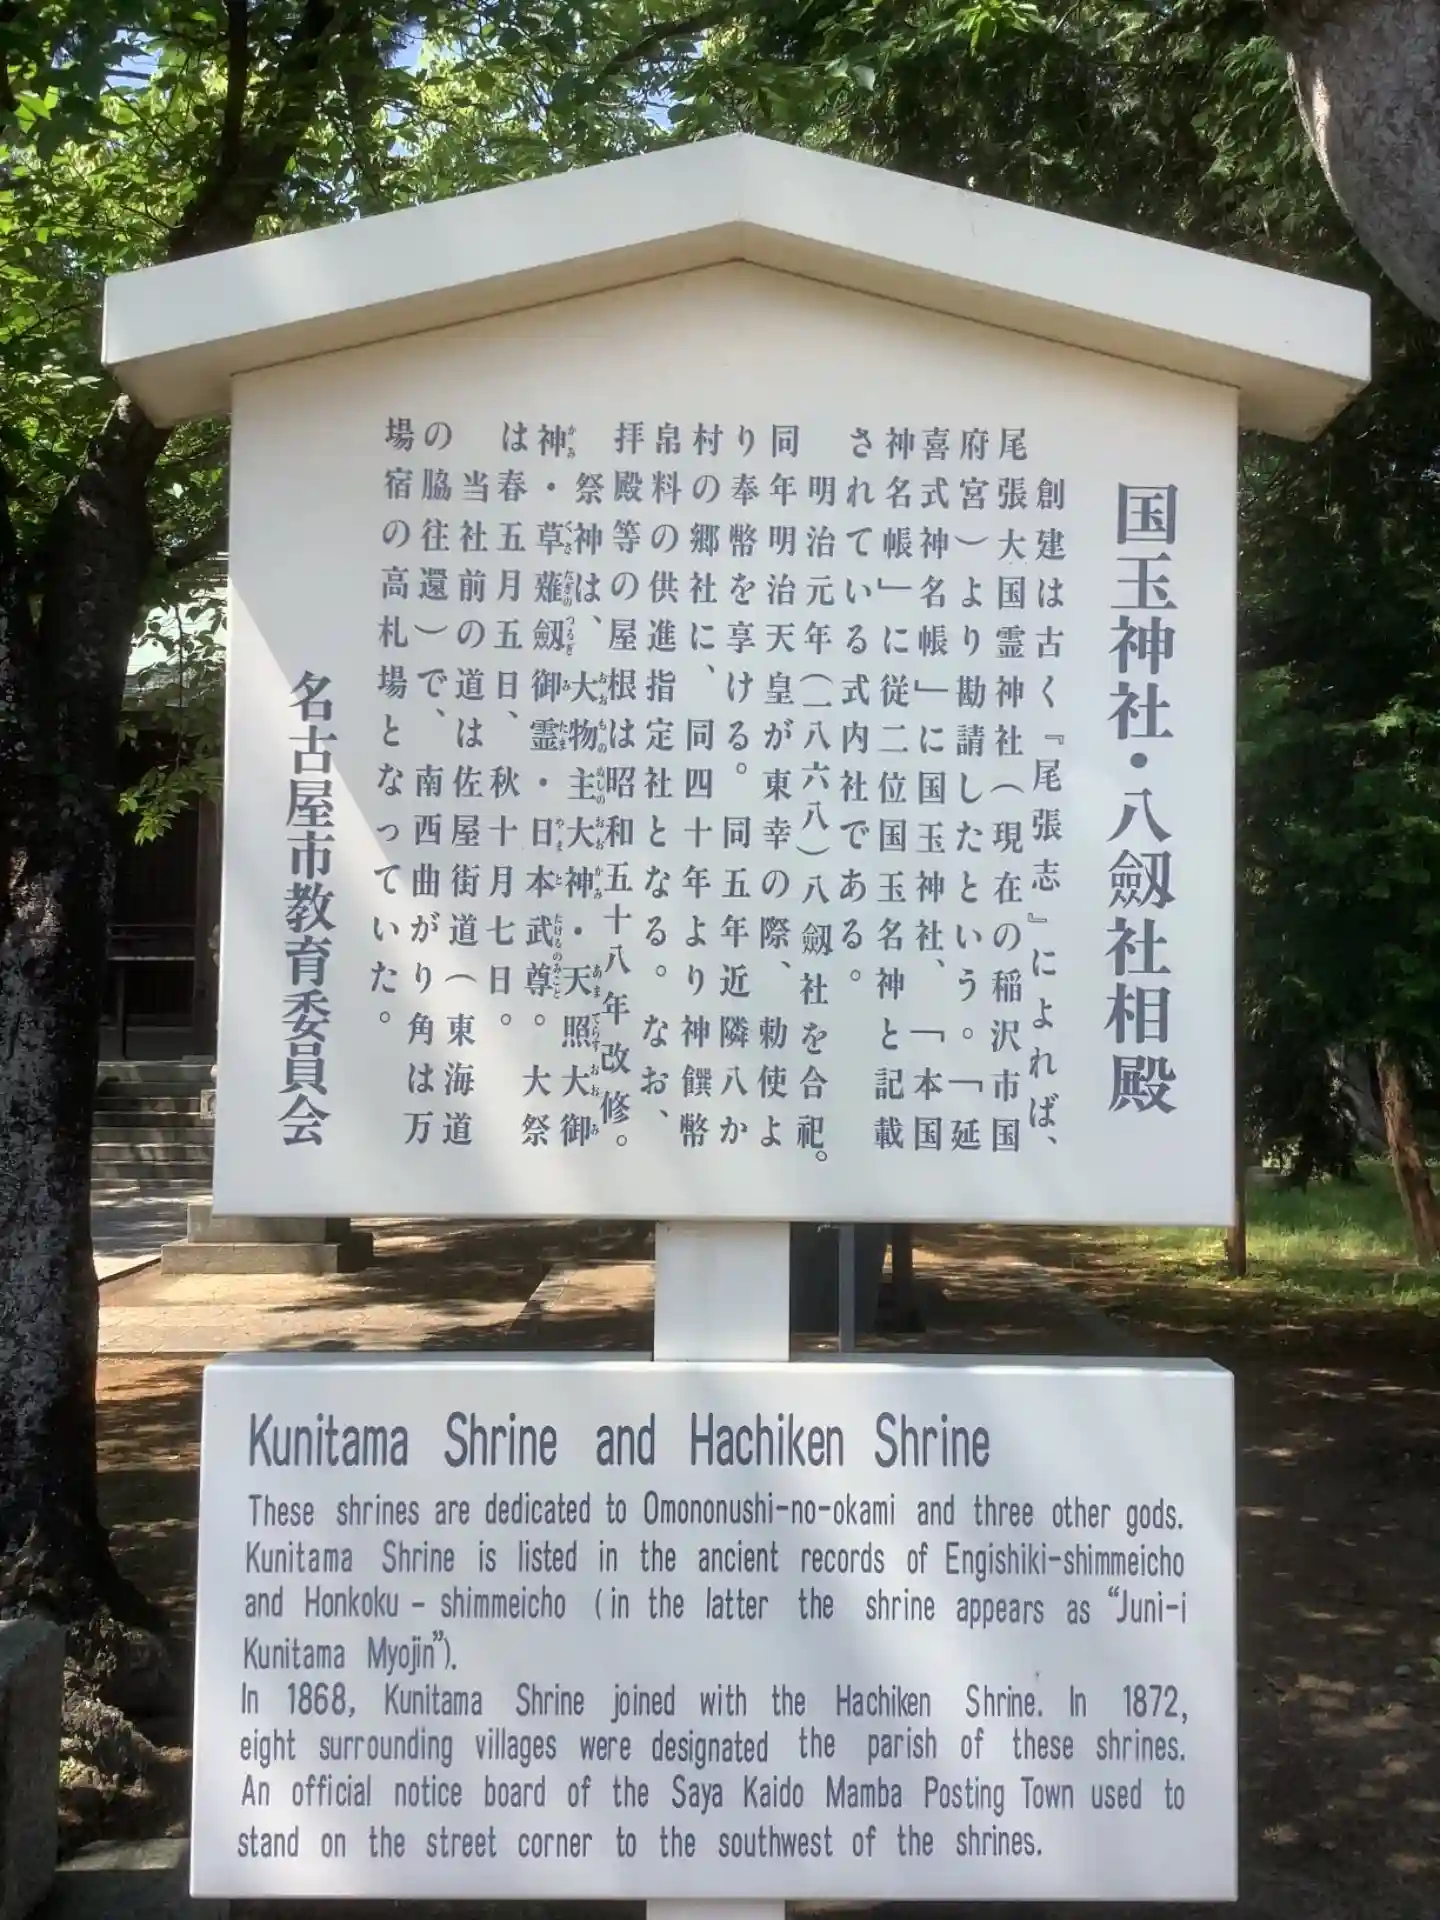 国玉神社・八劔社相殿
創建は古く『尾張志』によれば、
尾張大国霊神社（現在の稲沢市国
府宮）より勘請したという。「延
喜式神名帳」に国玉神社、「本国
神名帳」に従二位国玉名神と記載
されている式内社である。
明治元年（一八六八）八劔社を合祀。
同年明治天皇が東幸の際、勅使よ
り奉幣を享ける。同五年近隣八か
村の郷社に、同四十年より神饌幣
帛料の供進指定社となる。なお、
拝殿等の屋根は昭和五十八年改修。
祭神は、大物主大神・天照大御
神・草薙劔御霊・日本武尊。大祭
は春五月五日、秋十月七日。
当社前の道は佐屋街道（東海道
の脇往還）で、南西曲がり角は万
場宿の高札場となっていた。
名古屋市教育委員会
Kunitama Shrine and Hachiken Shrine
These shrines are dedicated to Omononushi-no-okami and three other gods.
Kunitama Shrine is listed in the ancient records of Engishiki-shimmeicho
and Honkoku - shimmeicho (in the latter the shrine appears as “Juni-i
Kunitama Myojin”).
In 1868, Kunitama Shrine joined with the Hachiken Shrine. In 1872,
eight surrounding villages were designated the parish of these shrines.
An official notice board of the Saya Kaido Mamba Posting Town used to
stand on the street corner to the southwest of the shrines.